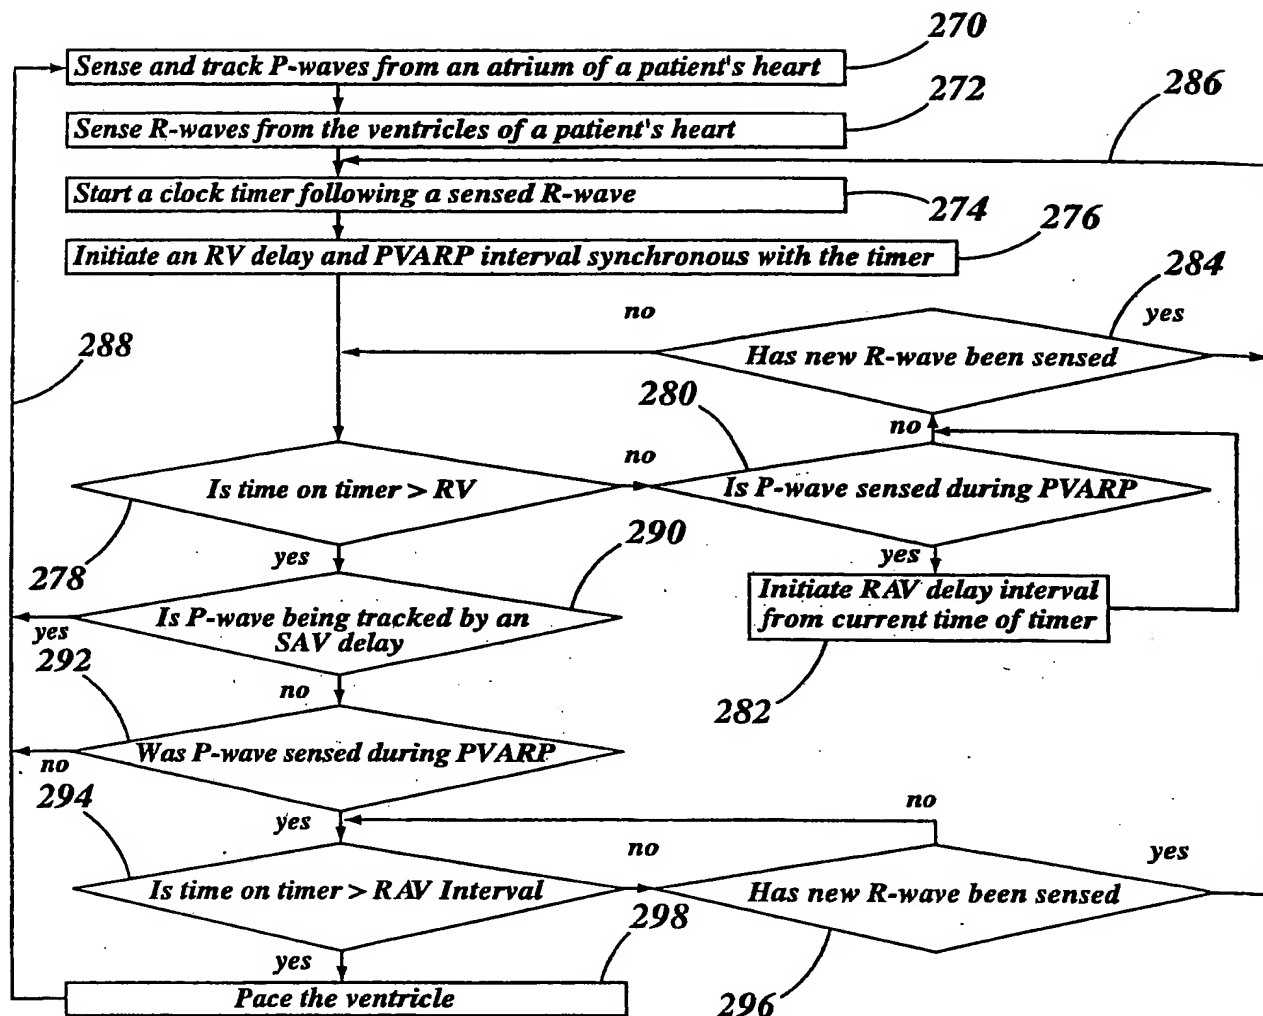 270
Sense and track P-waves from an atrium of a patient's heart
272
286
Sense R-waves from the ventricles of a patient's heart
Start a clock timer following a sensed R-wave
274
276
Initiate an RV delay and PVARP interval synchronous with the timer
284
no
yes
288
Has new R-wave been sensed
280
no
no
Is time on timer > RV
Is P-wave sensed during PVARP
290
yes
yes
278
Initiate RAV delay interval
from current time of timer
Is P-wave being tracked by an
SAV delay
yes
292
no
282
Was P-wave sensed during PVARP
no
294
no
yes
no
yes
Is time on timer > RAV Interval
Has new R-wave been sensed
298
yes
Pace the ventricle
296